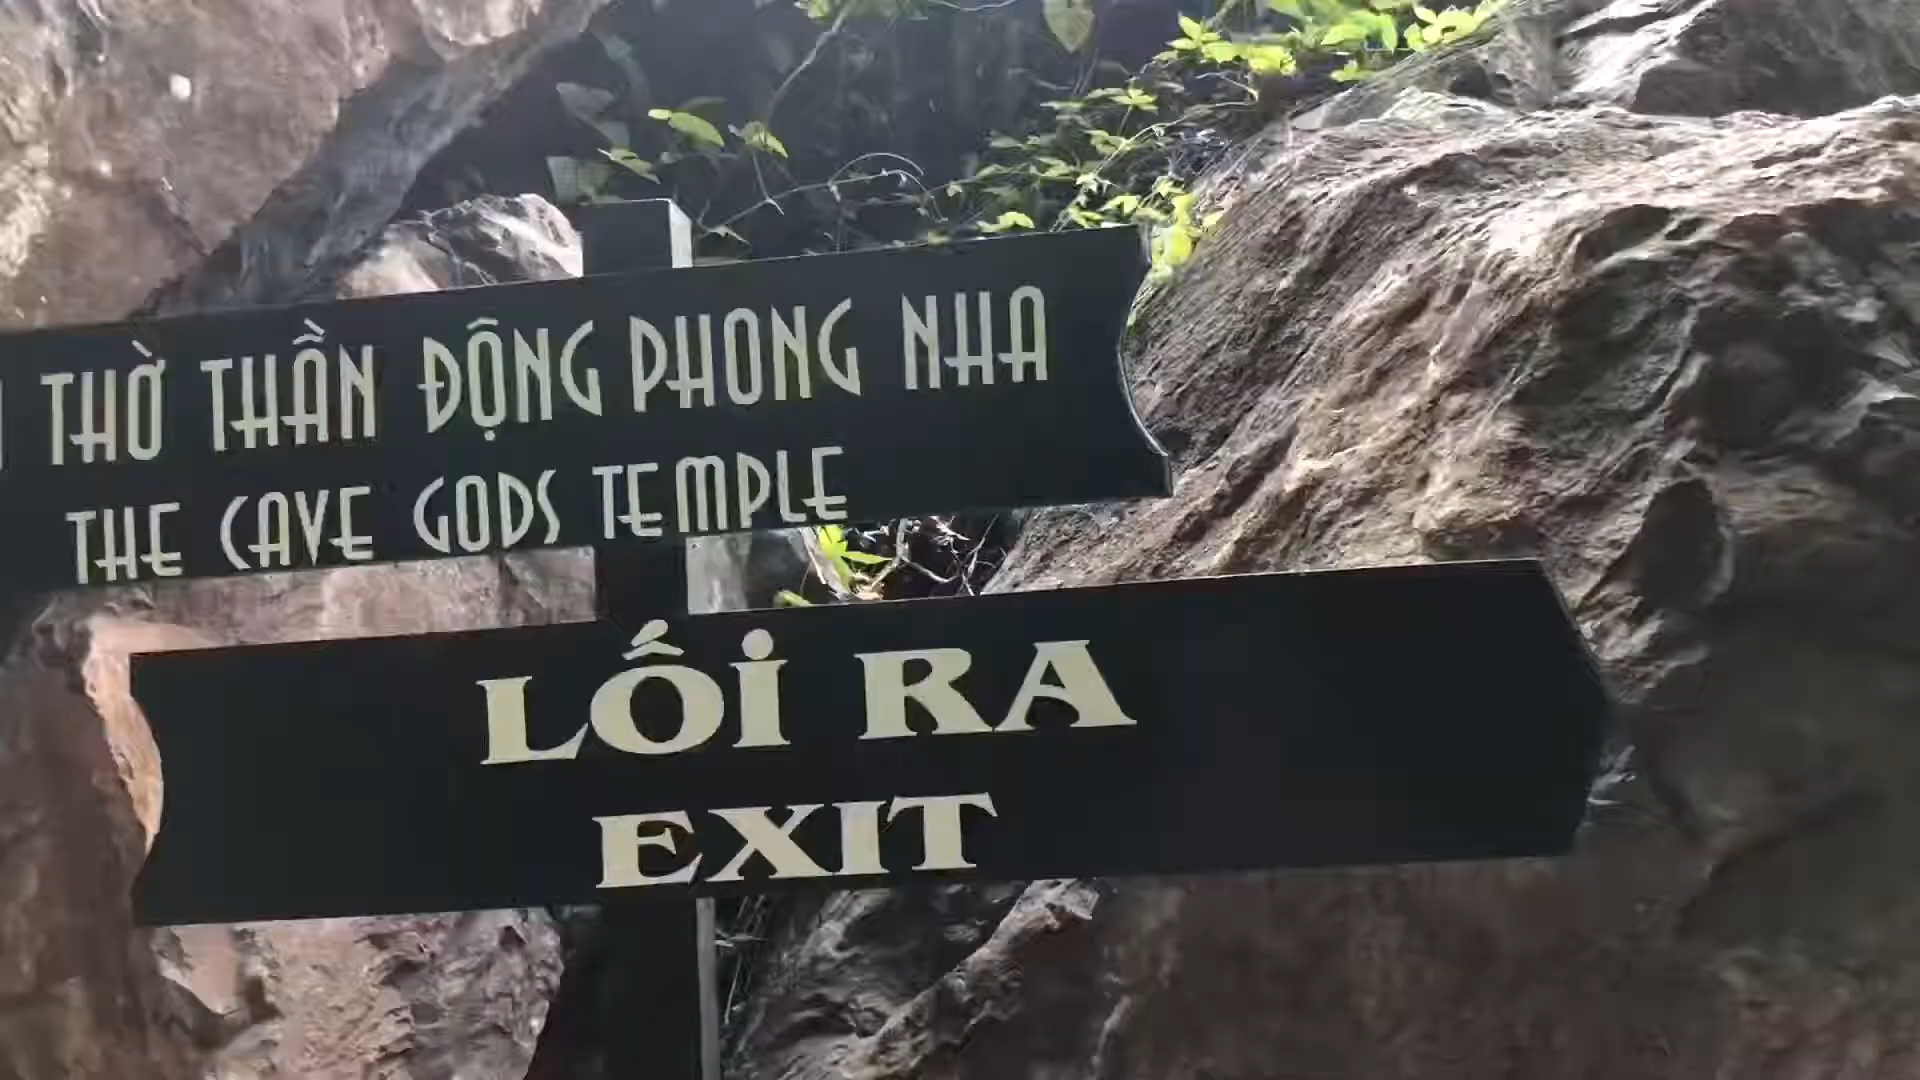 THỜ THẦN ĐỘNG PHONG NHA
THE CAVE GODS TEMPLE
LỐI RA
EXIT